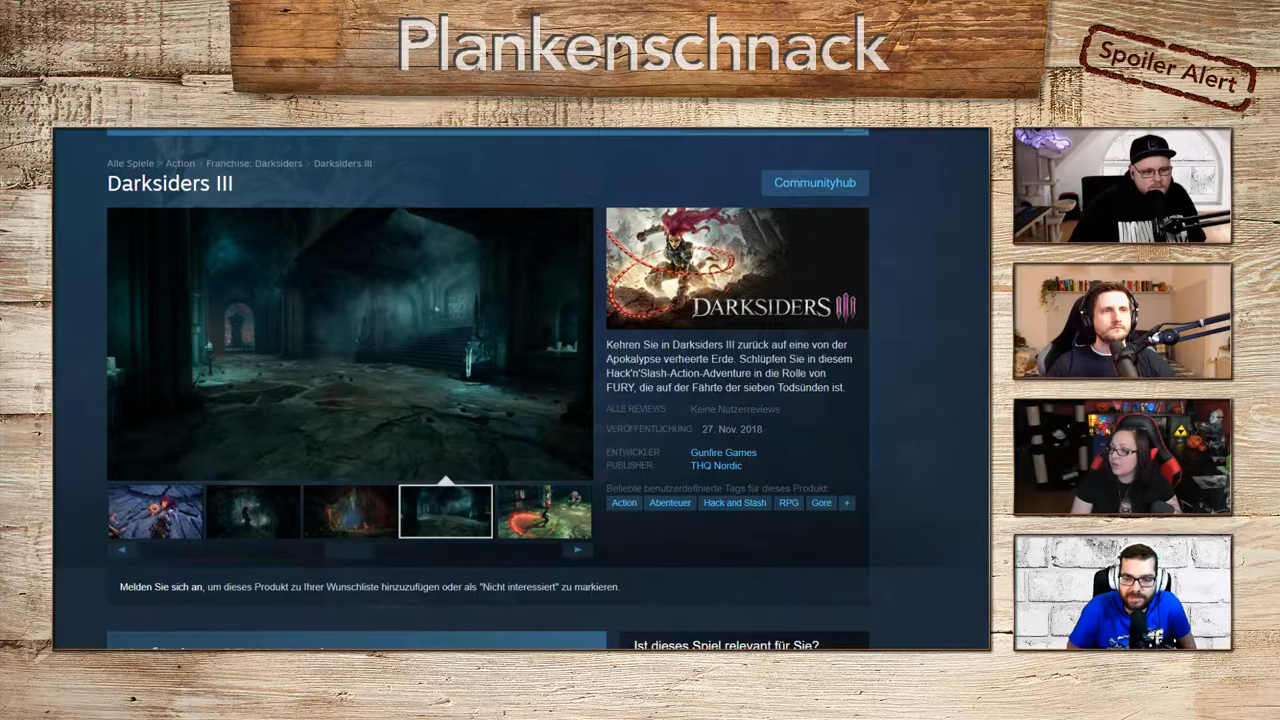 Plankenschnack
Spoiler Alert
Alle Spiele > Action > Franchise: Darksiders > Darksiders III
Darksiders III
Communityhub
DARKSIDERS III
Kehren Sie in Darksiders III zurück auf eine von der
Apokalypse verheerte Erde. Schlüpfen Sie in diesem
Hack'n'Slash-Action-Adventure in die Rolle von
FURY, die auf der Fährte der sieben Todsünden ist.
ALLE REVIEWS Keine Nutzerreviews
VERÖFFENTLICHUNG: 27. Nov. 2018
ENTWICKLER: Gunfire Games
PUBLISHER: THQ Nordic
Beliebte benutzerdefinierte Tags für dieses Produkt:
Action Abenteuer Hack and Slash RPG Gore +
Melden Sie sich an, um dieses Produkt zu Ihrer Wunschliste hinzuzufügen oder als "Nicht interessiert" zu markieren.
Ist dieses Spiel relevant für Sie?